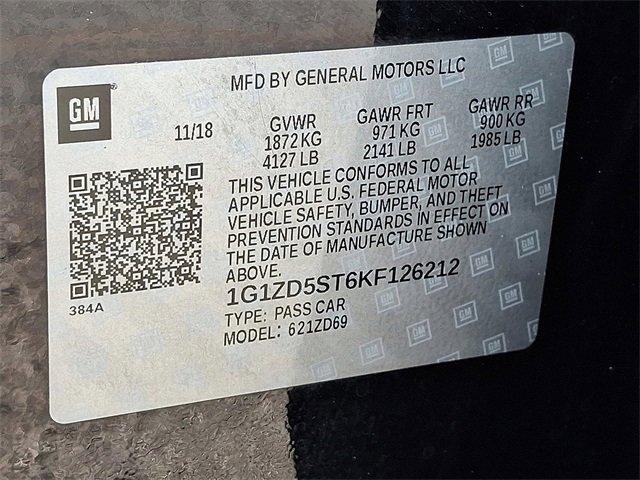 MFD BY GENERAL MOTORS LLC
GM
11/18
GVWR
1872 KG
4127 LB
GAWR FRT
971 KG
2141 LB
GAWR RR
900 KG
1985 LB
THIS VEHICLE CONFORMS TO ALL
APPLICABLE U.S. FEDERAL MOTOR
VEHICLE SAFETY, BUMPER, AND THEFT
PREVENTION STANDARDS IN EFFECT ON
THE DATE OF MANUFACTURE SHOWN
ABOVE.
1G1ZD5ST6KF126212
384A
TYPE: PASS CAR
MODEL: 621ZD69